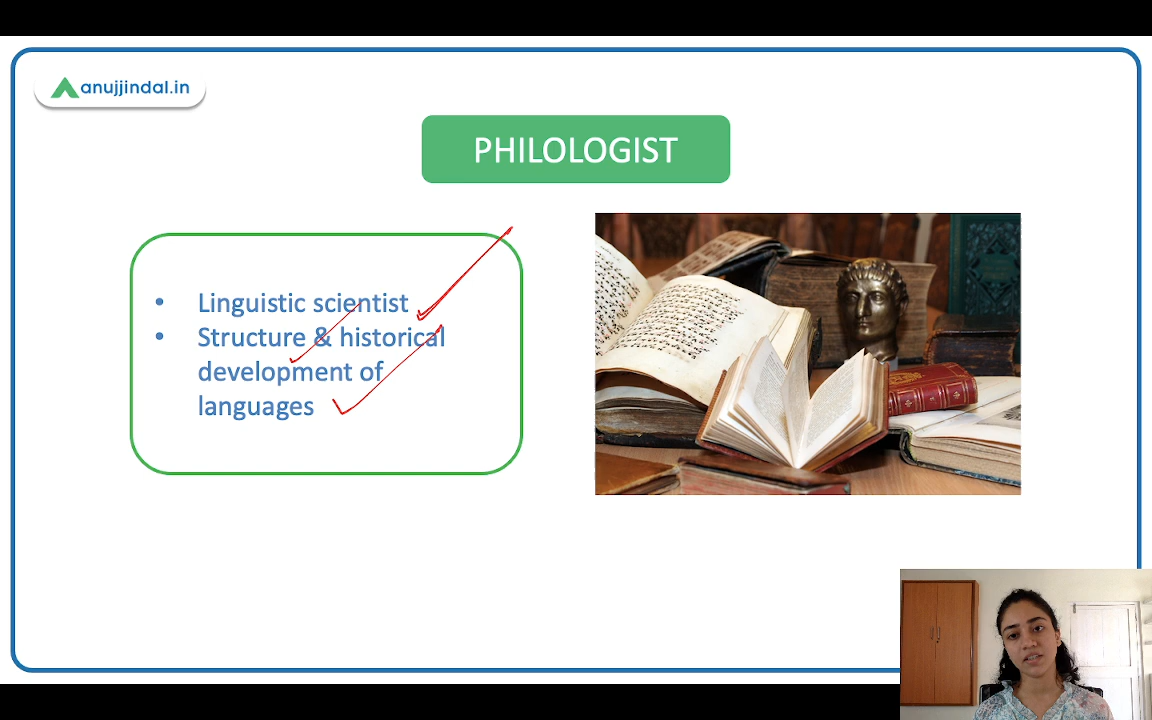 anujjindal.in
PHILOLOGIST
• Linguistic scientist
• Structure & historical
development of
languages